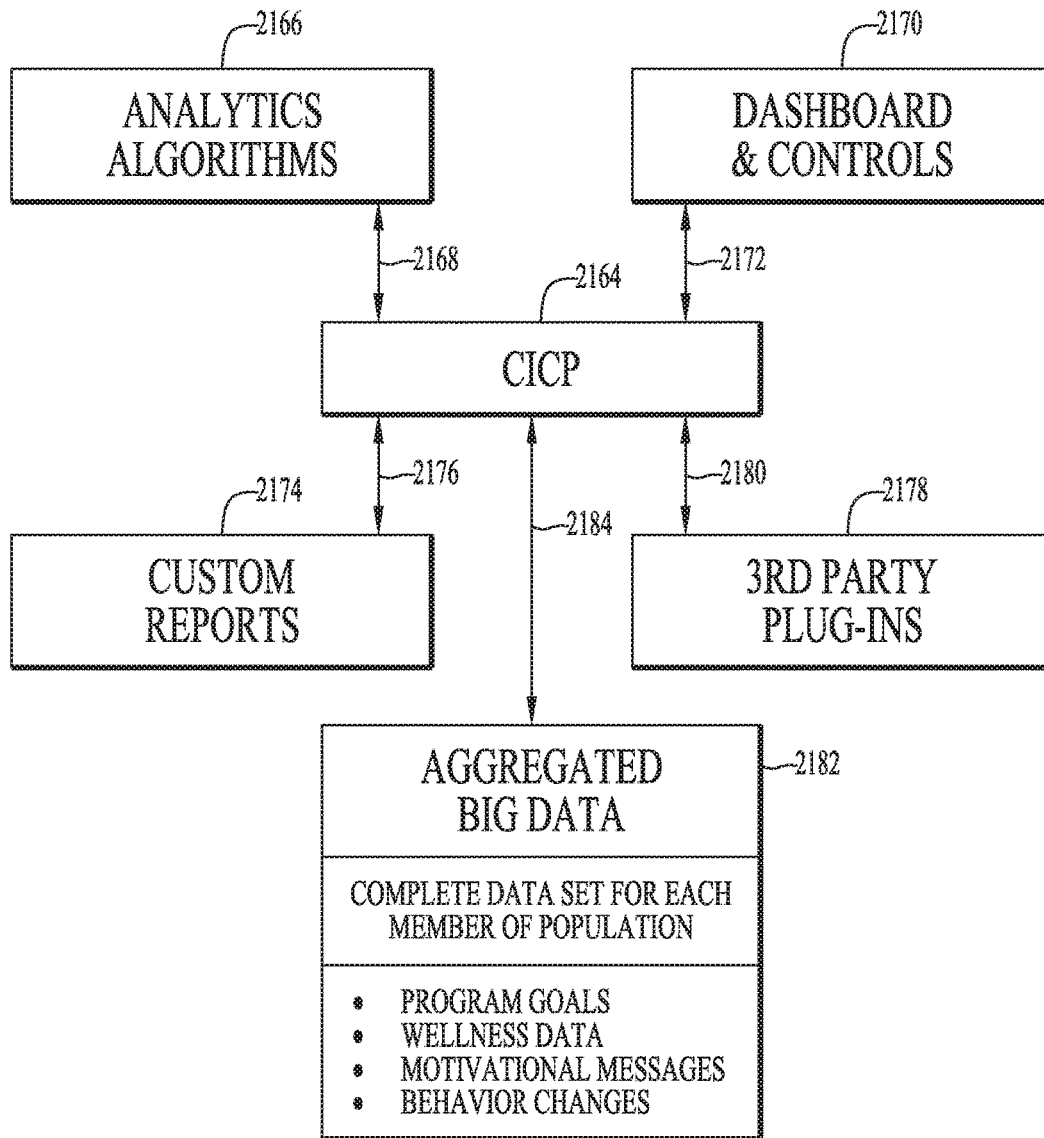 2166
2170
ANALYTICS
ALGORITHMS
DASHBOARD
& CONTROLS
2168
2172
2164
CICP
2176
2180
2174
2178
2184
CUSTOM
REPORTS
3RD PARTY
PLUG-INS
AGGREGATED
BIG DATA
2182
COMPLETE DATA SET FOR EACH
MEMBER OF POPULATION
• PROGRAM GOALS
• WELLNESS DATA
• MOTIVATIONAL MESSAGES
• BEHAVIOR CHANGES